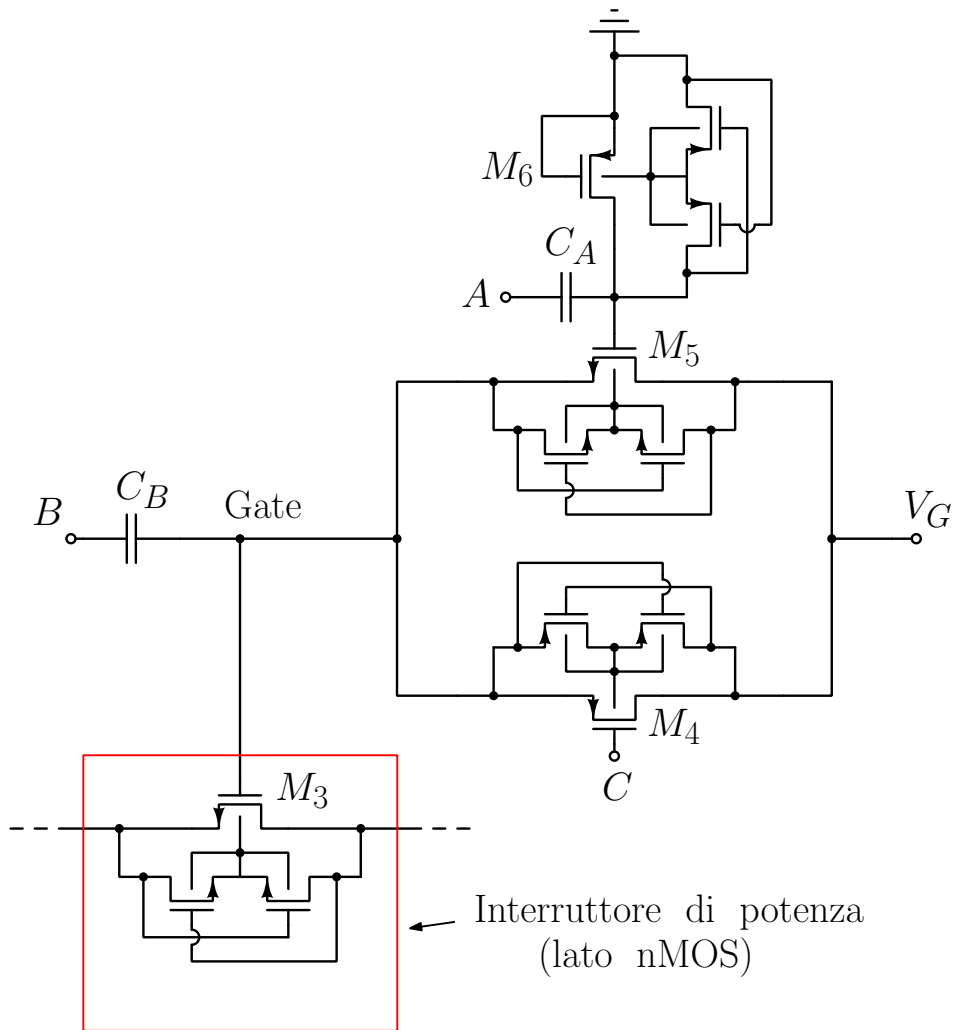 M6
CA
A
M5
CB
B
Gate
VG
M4
C
M3
Interruttore di potenza
(lato nMOS)